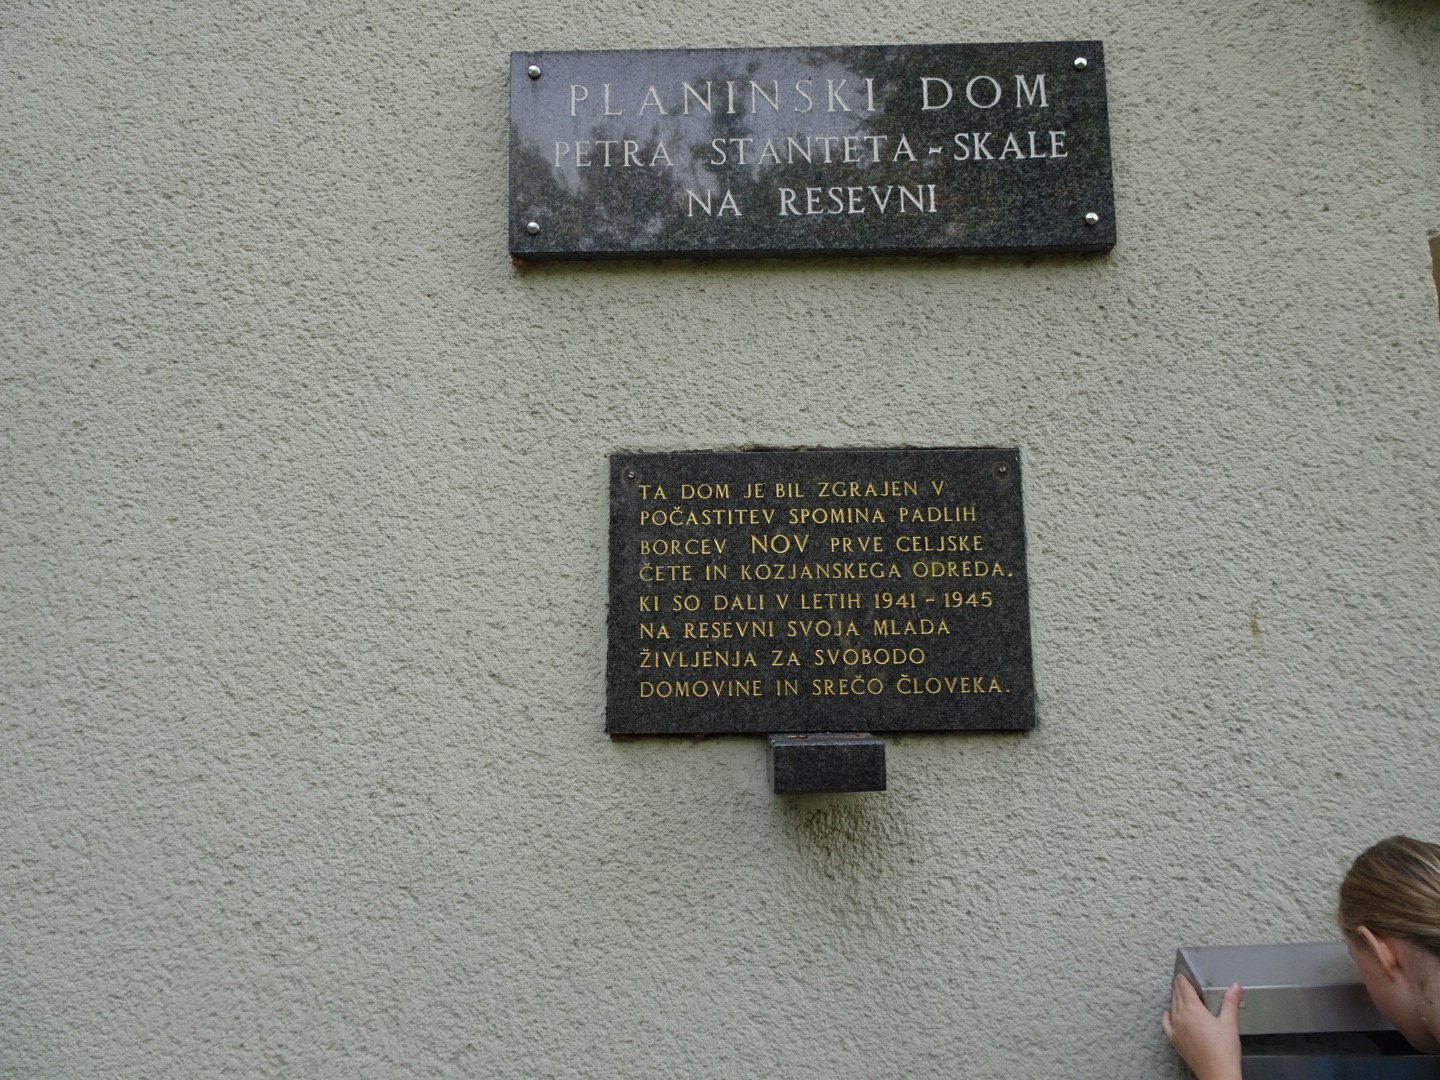 PLANINSKI DOM
PETRA STANTETA-SKALE
NA RESEVNI
TA DOM JE BIL ZGRAJEN V
POČASTITEV SPOMINA PADLIH
BORCEV NOV PRVE CELJSKE
ČETE IN KOZJANSKEGA ODREDA.
KI SO DALI V LETIH 1941 - 1945
NA RESEVNI SVOJA MLADA
ŽIVLJENJA ZA SVOBODO
DOMOVINE IN SREČO ČLOVEKA.